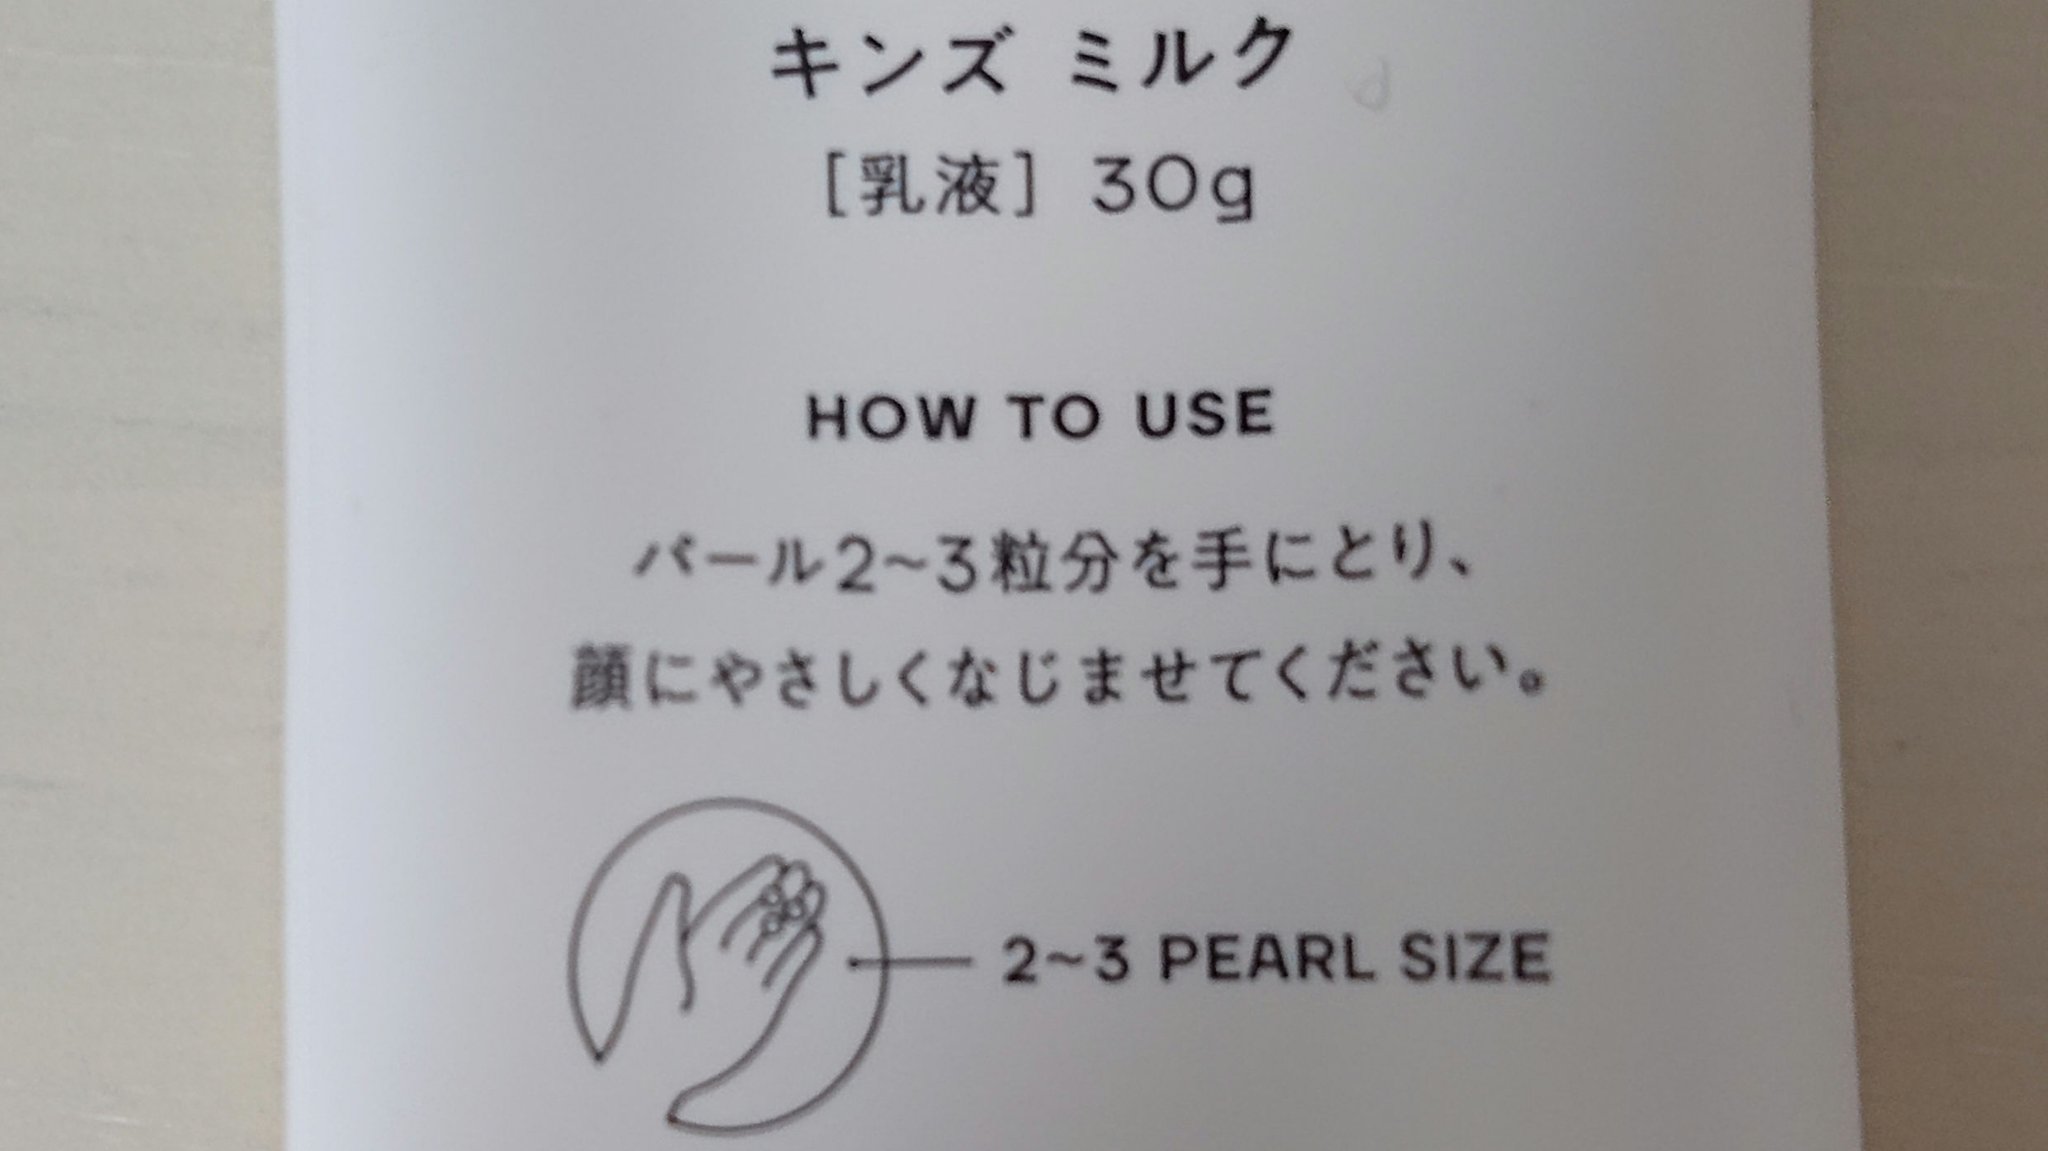 キンズ ミルク
[乳液] 30g
HOW TO USE
パール2~3粒分を手にとり、
顔にやさしくなじませてください。
2~3 PEARL SIZE